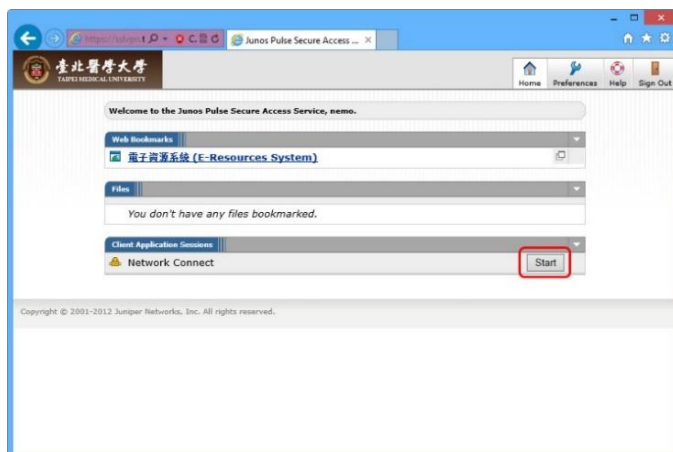 Junos Pulse Secure Access ...
臺北醫學大學
TAIPEI MEDICAL UNIVERSITY
Home Preferences Help Sign Out
Welcome to the Junos Pulse Secure Access Service, nemo.
Web Bookmarks
電子資源系統 (E-Resources System)
Files
You don't have any files bookmarked.
Client Application Sessions
Network Connect Start
Copyright © 2001-2012 Juniper Networks, Inc. All rights reserved.